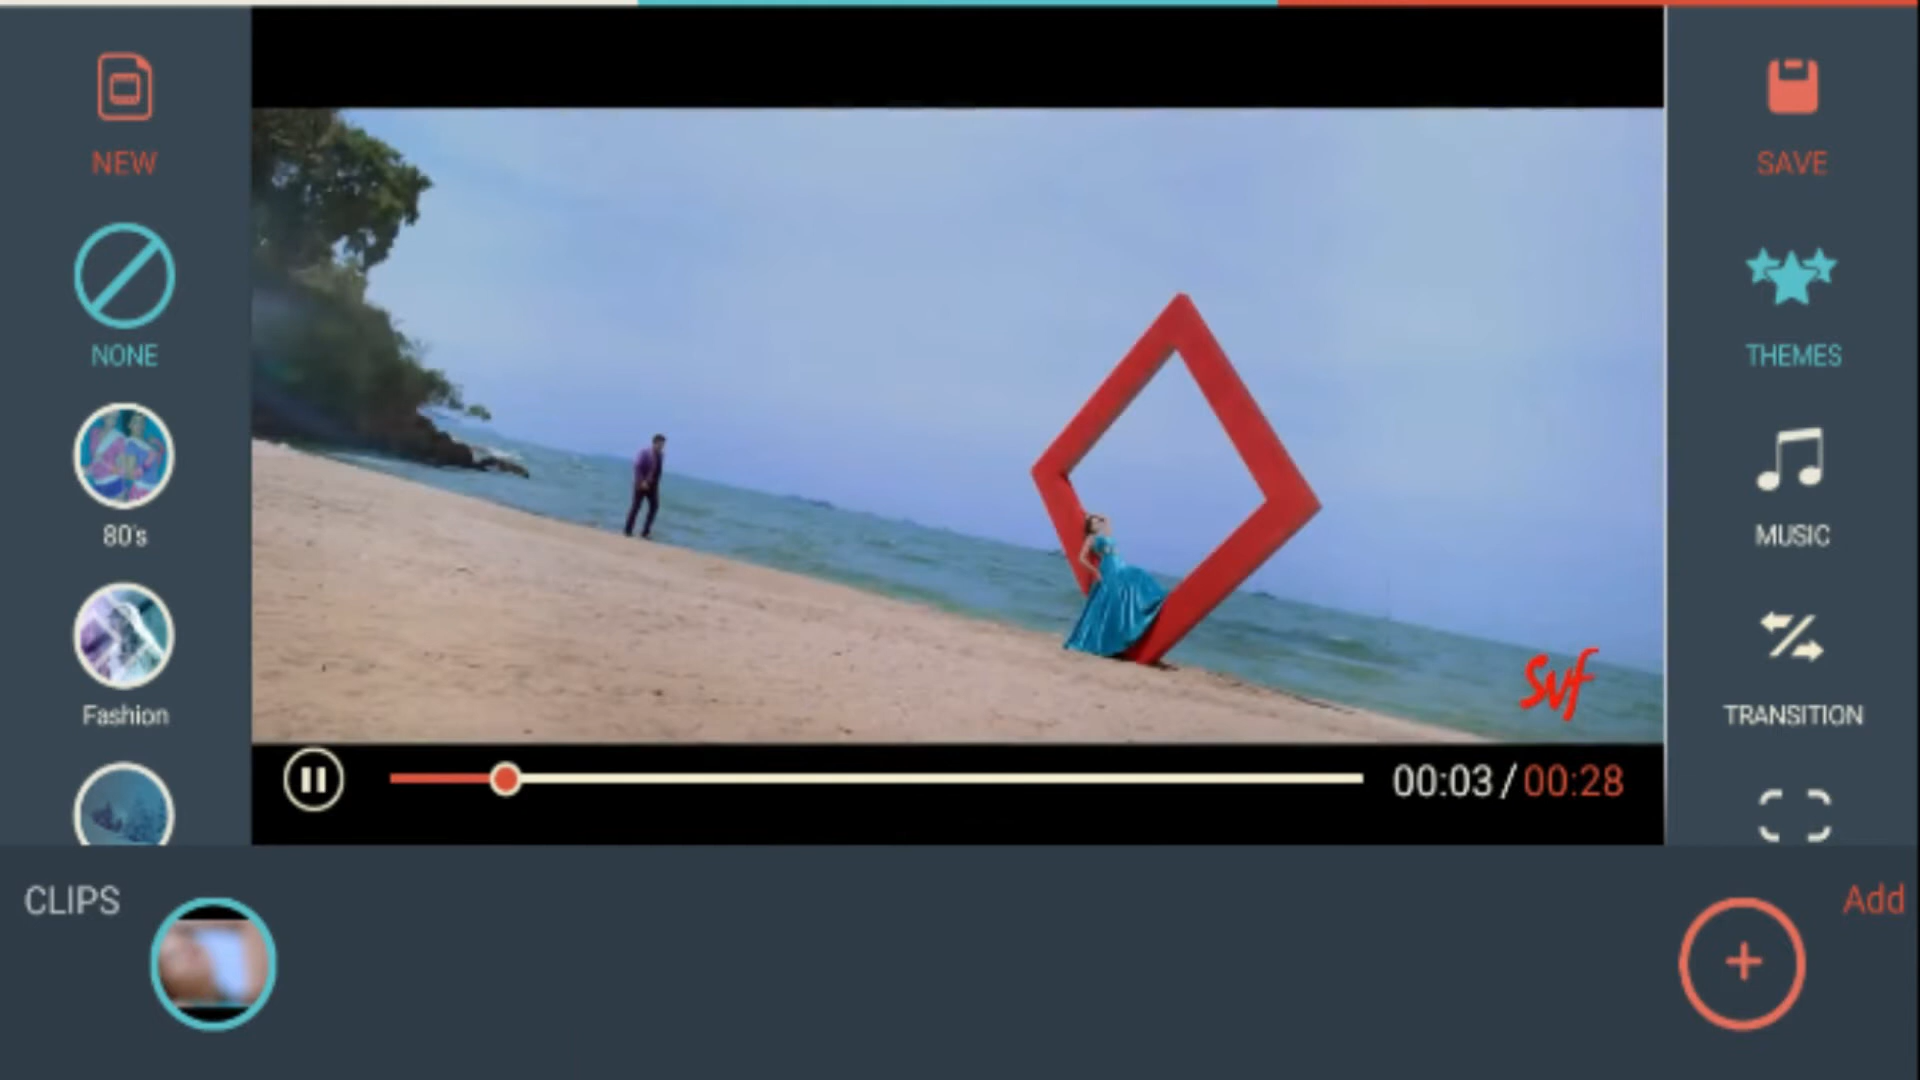 NEW
NONE
80's
Fashion
SAVE
THEMES
MUSIC
TRANSITION
Svf
00:03 / 00:28
CLIPS
Add